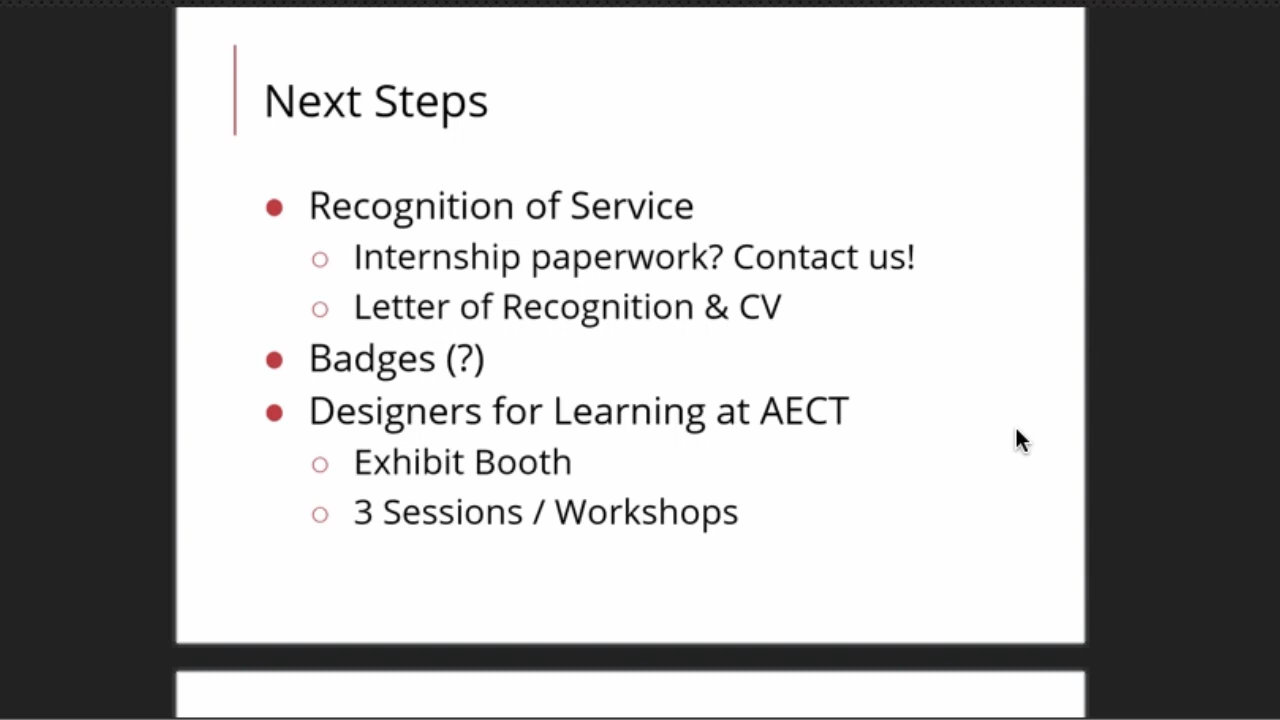 Next Steps
Recognition of Service
Internship paperwork? Contact us!
Letter of Recognition & CV
Badges (?)
Designers for Learning at AECT
Exhibit Booth
3 Sessions / Workshops